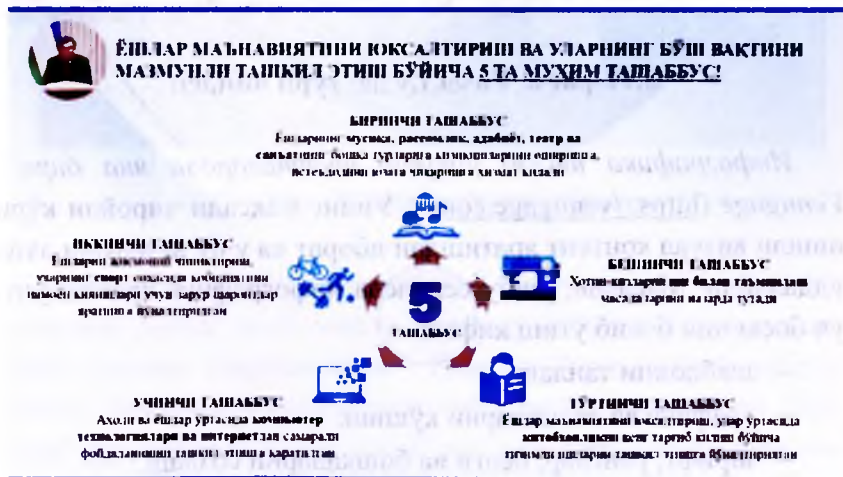 ЁШЛАР МАЪНАВИЯТИНИ ЮКСАЛТИРИШ ВА УЛАРНИНГ БЎШ ВАҚТИНИ
МАЗМУНЛИ ТАШКИЛ ЭТИШ БЎЙИЧА 5 ТА МУҲИМ ТАШАББУС!
БИРИНЧИ ТАШАББУС
Ёшларнинг мусиқа, рассомлик, адабиёт, театр ва
санъатнинг бошқа турларига қизиқишларини оширишга,
истеъдодини юзага чиқаришга хизмат қилади
ИККИНЧИ ТАШАББУС
Ёшларни жисмоний чиниқтириш,
уларнинг спорт соҳасида қобилиятини
намоён қилишлари учун зарур шароитлар
яратишга йўналтирилган
БЕШИНЧИ ТАШАББУС
Хотин-қизларни иш билан таъминлаш
масалаларини назарда тутади
5
ТАШАББУС
УЧИНЧИ ТАШАББУС
Аҳоли ва ёшлар ўртасида компьютер
технологиялари ва интернетдан самарали
фойдаланишни ташкил этишга қаратилган
ТЎРТИНЧИ ТАШАББУС
Ёшлар маънавиятини юксалтириш, улар ўртасида
китобхонликни кенг тарғиб қилиш бўйича
тизимли ишларни ташкил этишга йўналтирилган